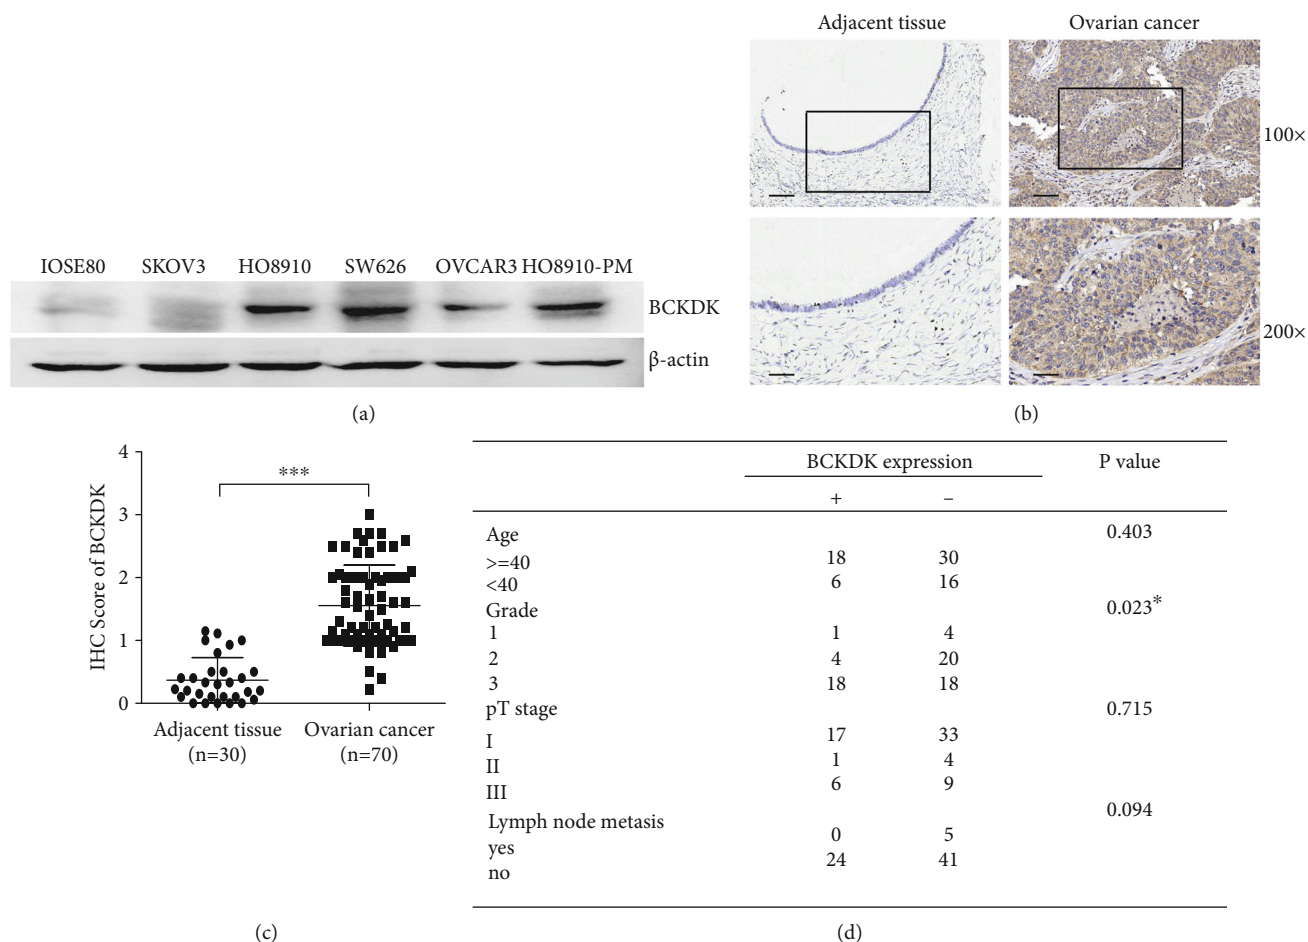 IOSE80 SKOV3 HO8910 SW626 OVCAR3 HO8910-PM
BCKDK
β-actin
(a)
Adjacent tissue Ovarian cancer
100×
200×
(b)
IHC Score of BCKDK
4
3
2
1
0
***
Adjacent tissue Ovarian cancer
(n=30) (n=70)
(c)
BCKDK expression P value
+ −
Age 0.403
>=40 18 30
<40 6 16
Grade 0.023*
1 1 4
2 4 20
3 18 18
pT stage 0.715
I 17 33
II 1 4
III 6 9
Lymph node metasis 0.094
yes 0 5
no 24 41
(d)